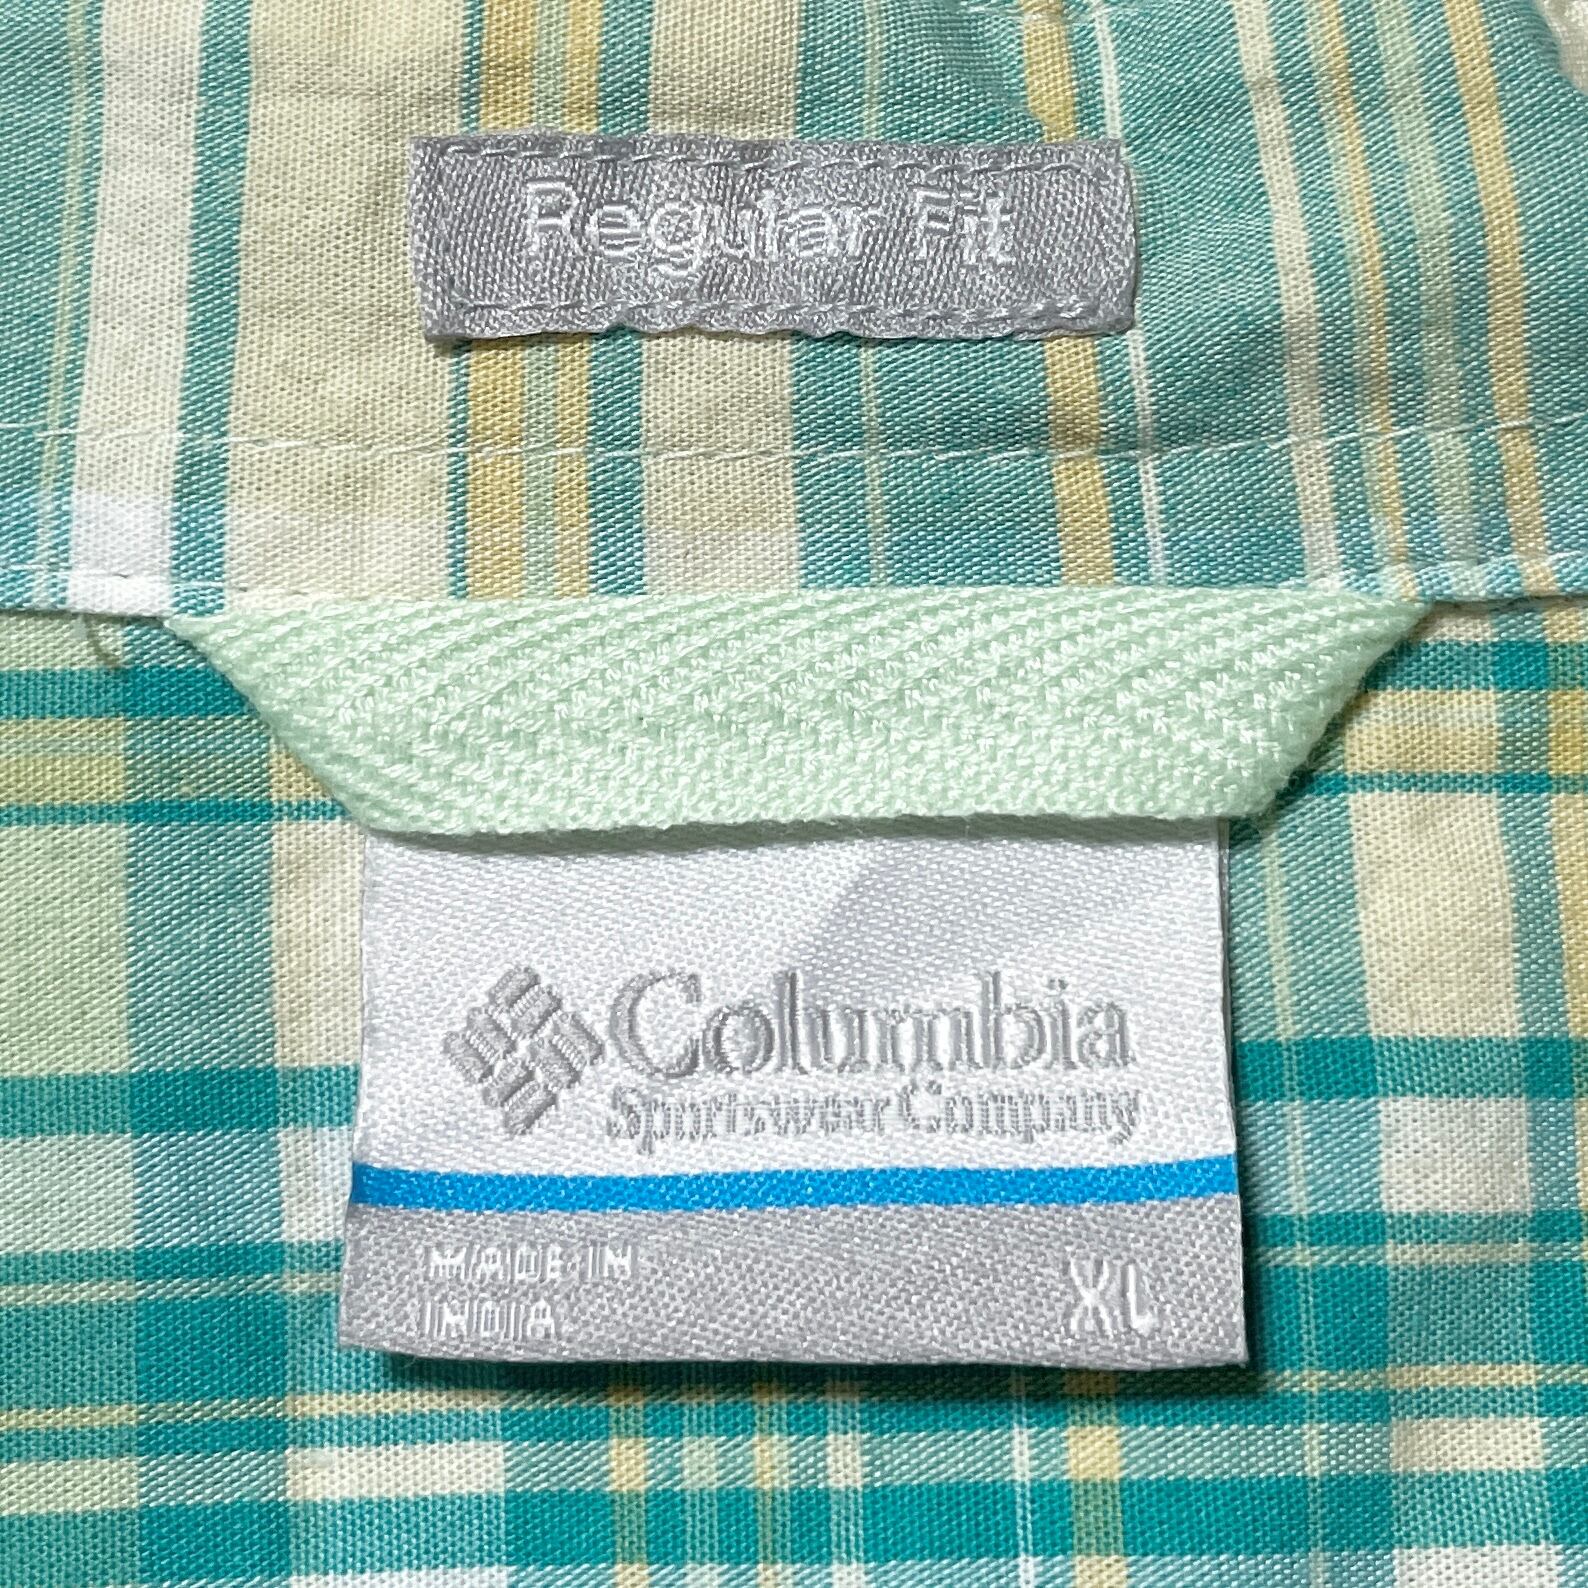 Regular Fit
Columbia
Sportswear Company
MADE IN
INDIA
XL